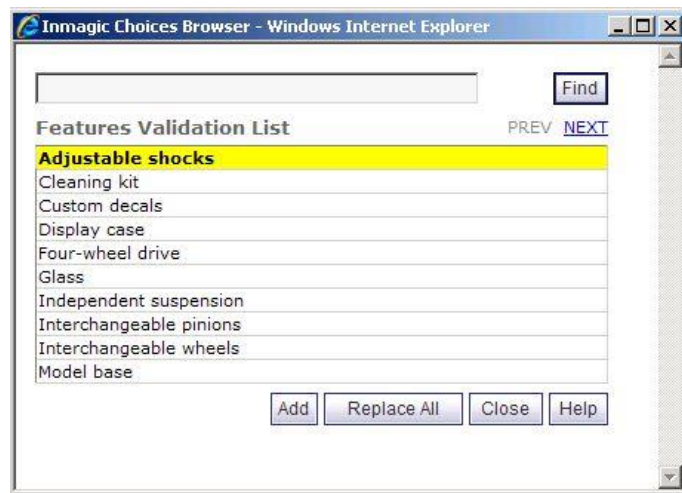 Inmagic Choices Browser - Windows Internet Explorer
Find
Features Validation List PREV NEXT
Adjustable shocks
Cleaning kit
Custom decals
Display case
Four-wheel drive
Glass
Independent suspension
Interchangeable pinions
Interchangeable wheels
Model base
Add Replace All Close Help